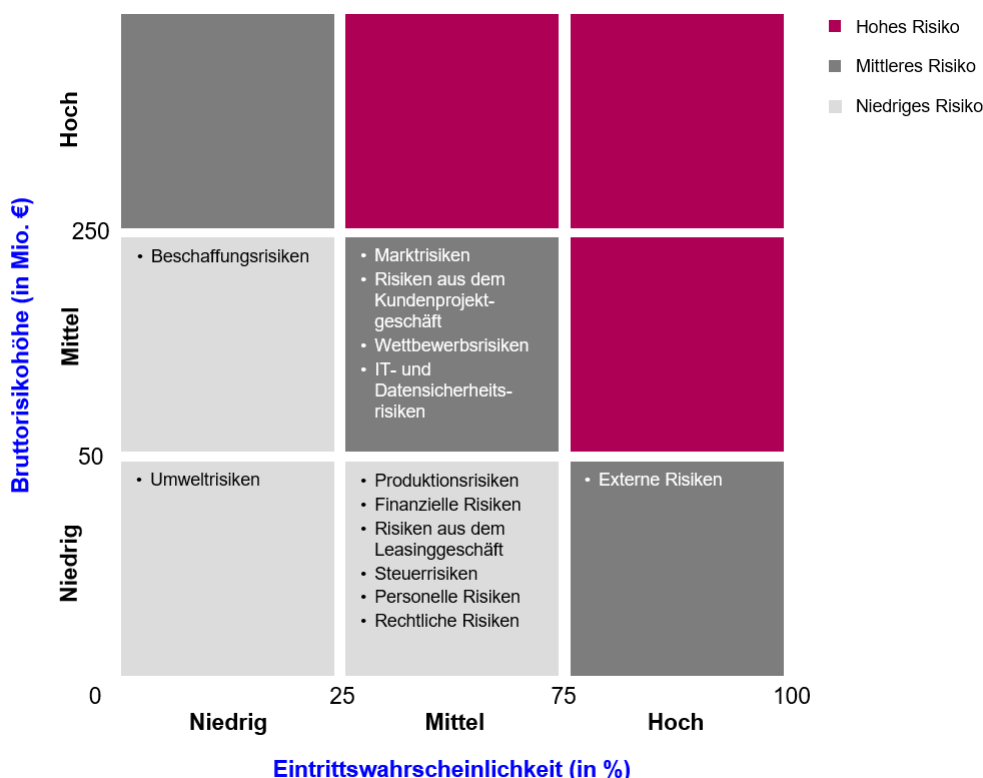 Hohes Risiko
Mittleres Risiko
Niedriges Risiko
Bruttorisikohöhe (in Mio. €)
Hoch
250
• Beschaffungsrisiken
• Marktrisiken
• Risiken aus dem
Kundenprojekt-
geschäft
• Wettbewerbsrisiken
• IT- und
Datensicherheits-
risiken
Mittel
50
• Umweltrisiken
• Produktionsrisiken
• Finanzielle Risiken
• Risiken aus dem
Leasinggeschäft
• Steuerrisiken
• Personelle Risiken
• Rechtliche Risiken
• Externe Risiken
Niedrig
0
25
75
100
Niedrig
Mittel
Hoch
Eintrittswahrscheinlichkeit (in %)